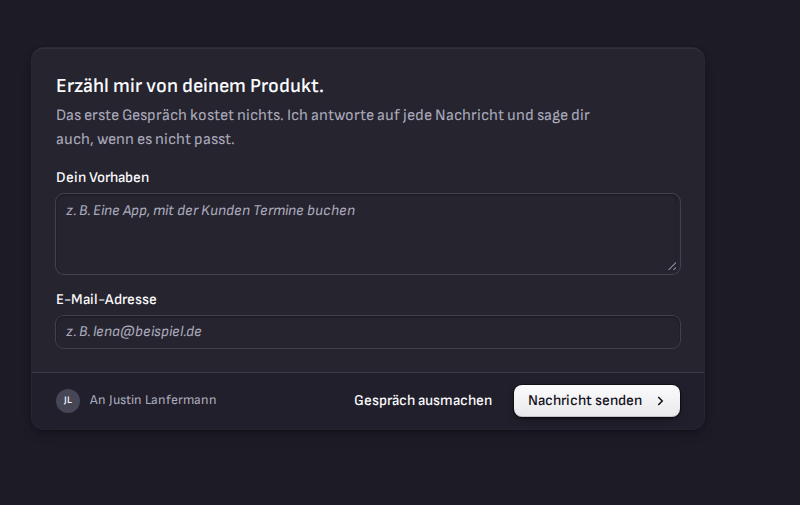 Erzähl mir von deinem Produkt.
Das erste Gespräch kostet nichts. Ich antworte auf jede Nachricht und sage dir
auch, wenn es nicht passt.
Dein Vorhaben
z. B. Eine App, mit der Kunden Termine buchen
E-Mail-Adresse
z. B. lena@beispiel.de
JL An Justin Lanfermann Gespräch ausmachen Nachricht senden